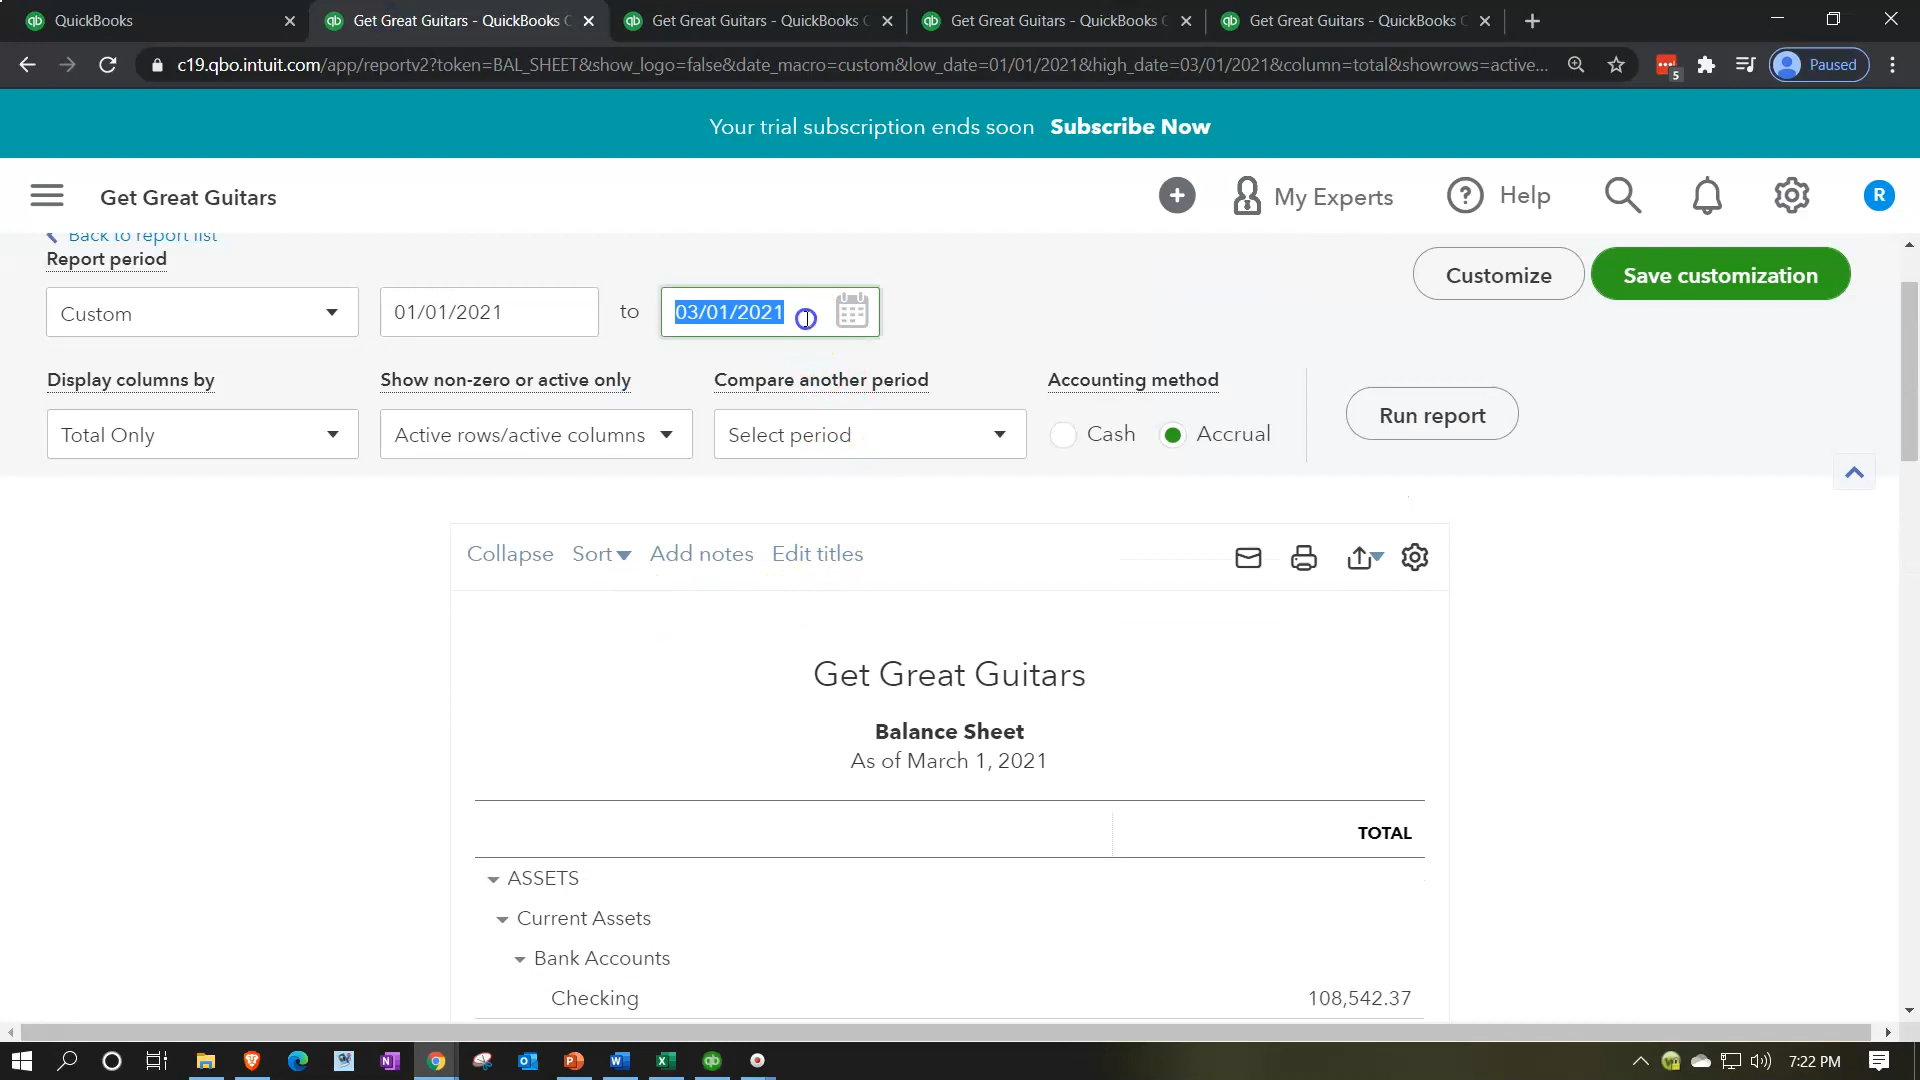 QuickBooks
Get Great Guitars - QuickBooks
Get Great Guitars - QuickBooks
Get Great Guitars - QuickBooks
Get Great Guitars - QuickBooks
c19.qbo.intuit.com/app/reportv2?token=BAL_SHEET&show_logo=false&date_macro=custom&low_date=01/01/2021&high_date=03/01/2021&column=total&showrows=active...
5
Paused
Your trial subscription ends soon Subscribe Now
Get Great Guitars
My Experts
Help
R
Back to report list
Report period
Customize
Save customization
Custom
01/01/2021
to
03/01/2021
Display columns by
Show non-zero or active only
Compare another period
Accounting method
Total Only
Active rows/active columns
Select period
Cash
Accrual
Run report
Collapse
Sort
Add notes
Edit titles
Get Great Guitars
Balance Sheet
As of March 1, 2021
TOTAL
ASSETS
Current Assets
Bank Accounts
Checking 108,542.37
7:22 PM